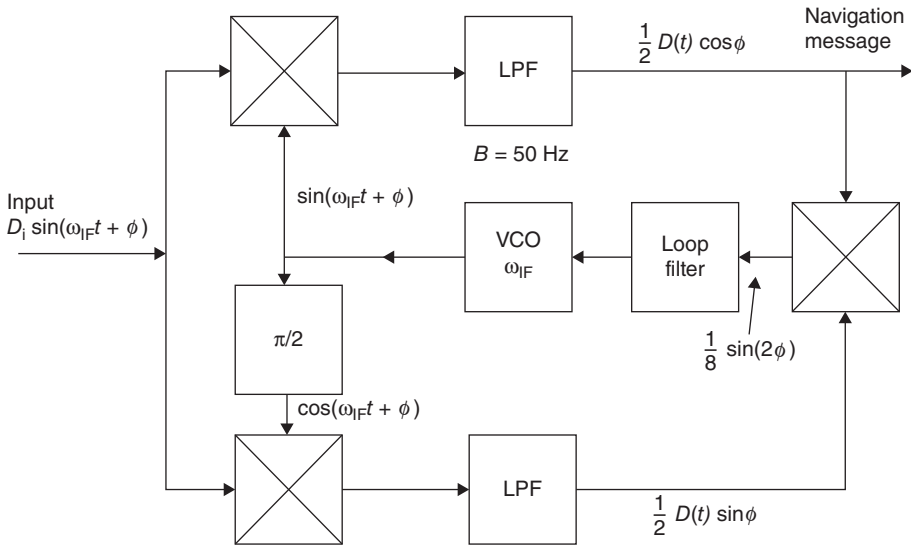 Navigation
message
1/2 D(t) cosϕ
LPF
B = 50 Hz
Input
Dᵢ sin(ω_IF t + ϕ)
sin(ω_IF t + ϕ)
VCO
ω_IF
Loop
filter
1/8 sin(2ϕ)
π/2
cos(ω_IF t + ϕ)
LPF
1/2 D(t) sinϕ